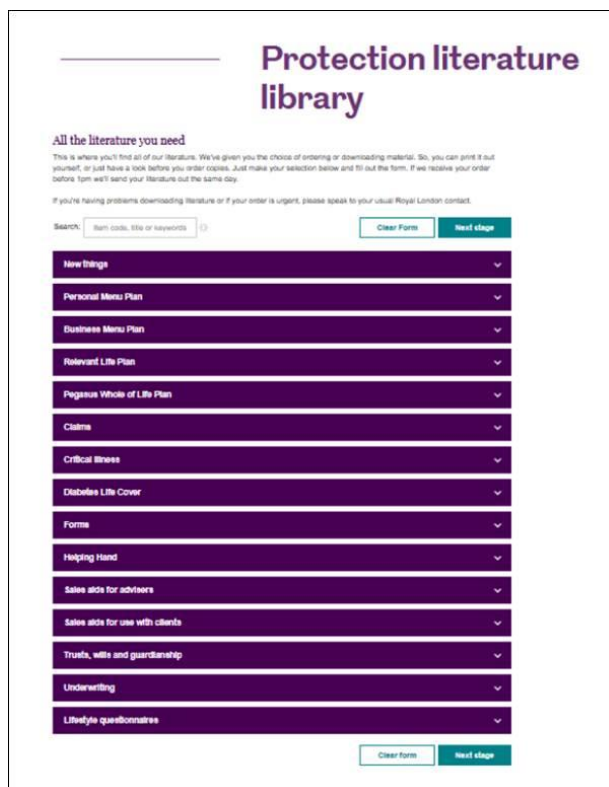 Protection literature
library
All the literature you need
This is where you'll find all of our literature. We've given you the choice of ordering or downloading material. So, you can print it out
yourself, or just have a look before you order copies. Just make your selection below and fill out the form. If we receive your order
before 1pm we'll send your literature out the same day.
If you're having problems downloading literature or if your order is urgent, please speak to your usual Royal London contact.
Search: Item code, title or keywords Clear Form Next stage
New things
Personal Menu Plan
Business Menu Plan
Relevant Life Plan
Pegasus Whole of Life Plan
Claims
Critical Illness
Diabetes Life Cover
Forms
Helping Hand
Sales aids for advisers
Sales aids for use with clients
Trusts, wills and guardianship
Underwriting
Lifestyle questionnaires
Clear form Next stage